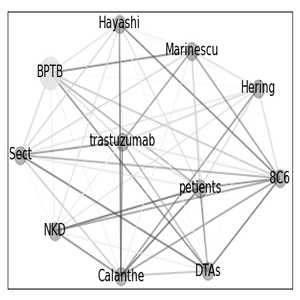 Hayashi
Marinescu
BPTB
Hering
trastuzumab
Sect
petients
8C6
NKD
Calanthe
DTAs